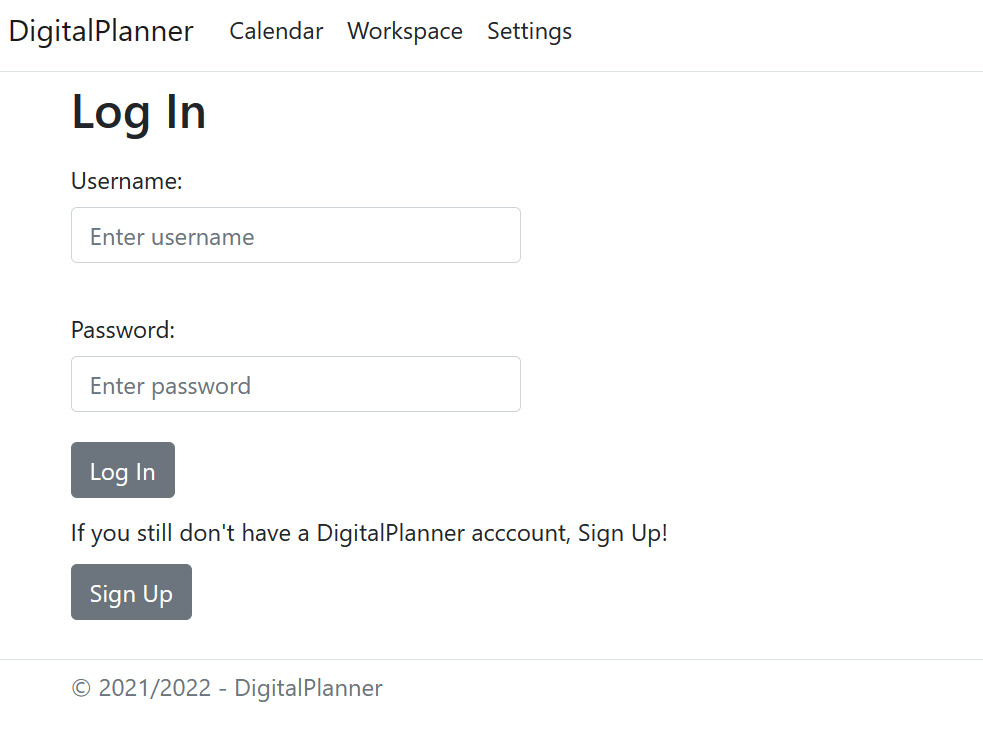 DigitalPlanner Calendar Workspace Settings
Log In
Username:
Enter username
Password:
Enter password
Log In
If you still don't have a DigitalPlanner acccount, Sign Up!
Sign Up
© 2021/2022 - DigitalPlanner